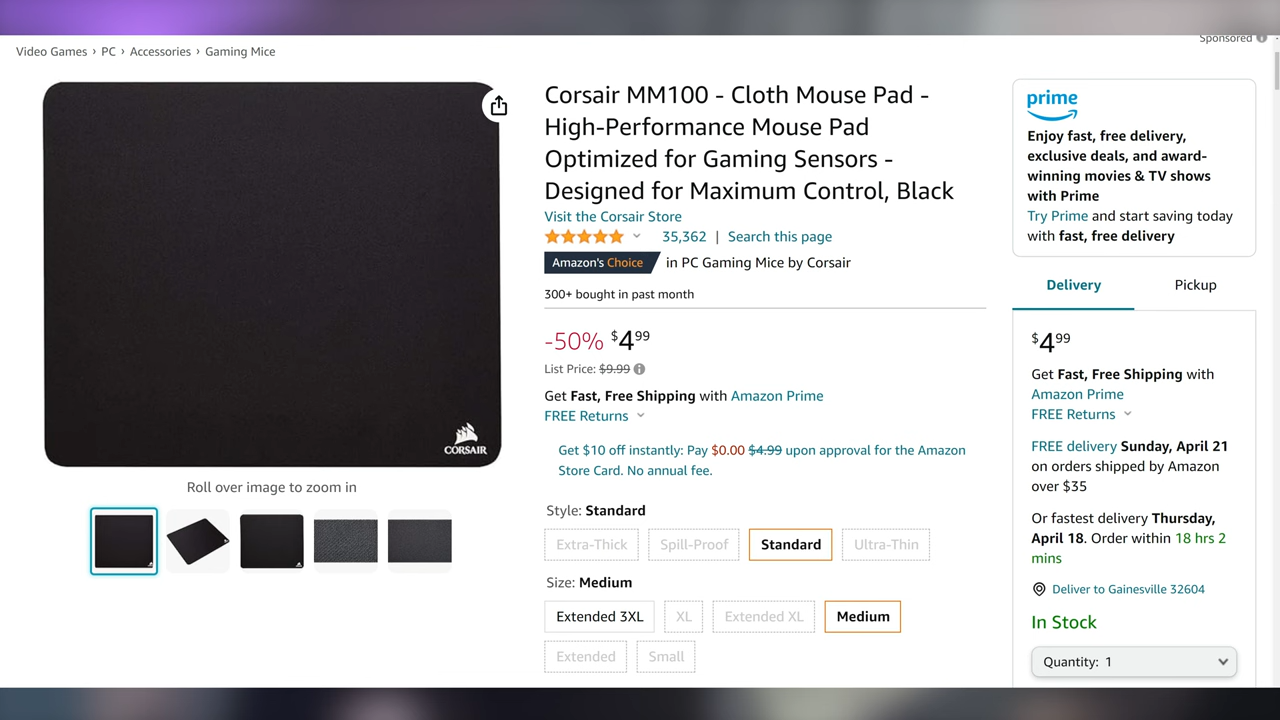 Sponsored
Video Games › PC › Accessories › Gaming Mice
CORSAIR
Roll over image to zoom in
Corsair MM100 - Cloth Mouse Pad -
High-Performance Mouse Pad
Optimized for Gaming Sensors -
Designed for Maximum Control, Black
Visit the Corsair Store
35,362 | Search this page
Amazon's Choice in PC Gaming Mice by Corsair
300+ bought in past month
-50% $4 99
List Price: $9.99
Get Fast, Free Shipping with Amazon Prime
FREE Returns
Get $10 off instantly: Pay $0.00 $4.99 upon approval for the Amazon
Store Card. No annual fee.
Style: Standard
Extra-Thick Spill-Proof Standard Ultra-Thin
Size: Medium
Extended 3XL XL Extended XL Medium
Extended Small
prime
Enjoy fast, free delivery,
exclusive deals, and award-
winning movies & TV shows
with Prime
Try Prime and start saving today
with fast, free delivery
Delivery Pickup
$4 99
Get Fast, Free Shipping with
Amazon Prime
FREE Returns
FREE delivery Sunday, April 21
on orders shipped by Amazon
over $35
Or fastest delivery Thursday,
April 18. Order within 18 hrs 2
mins
Deliver to Gainesville 32604
In Stock
Quantity: 1